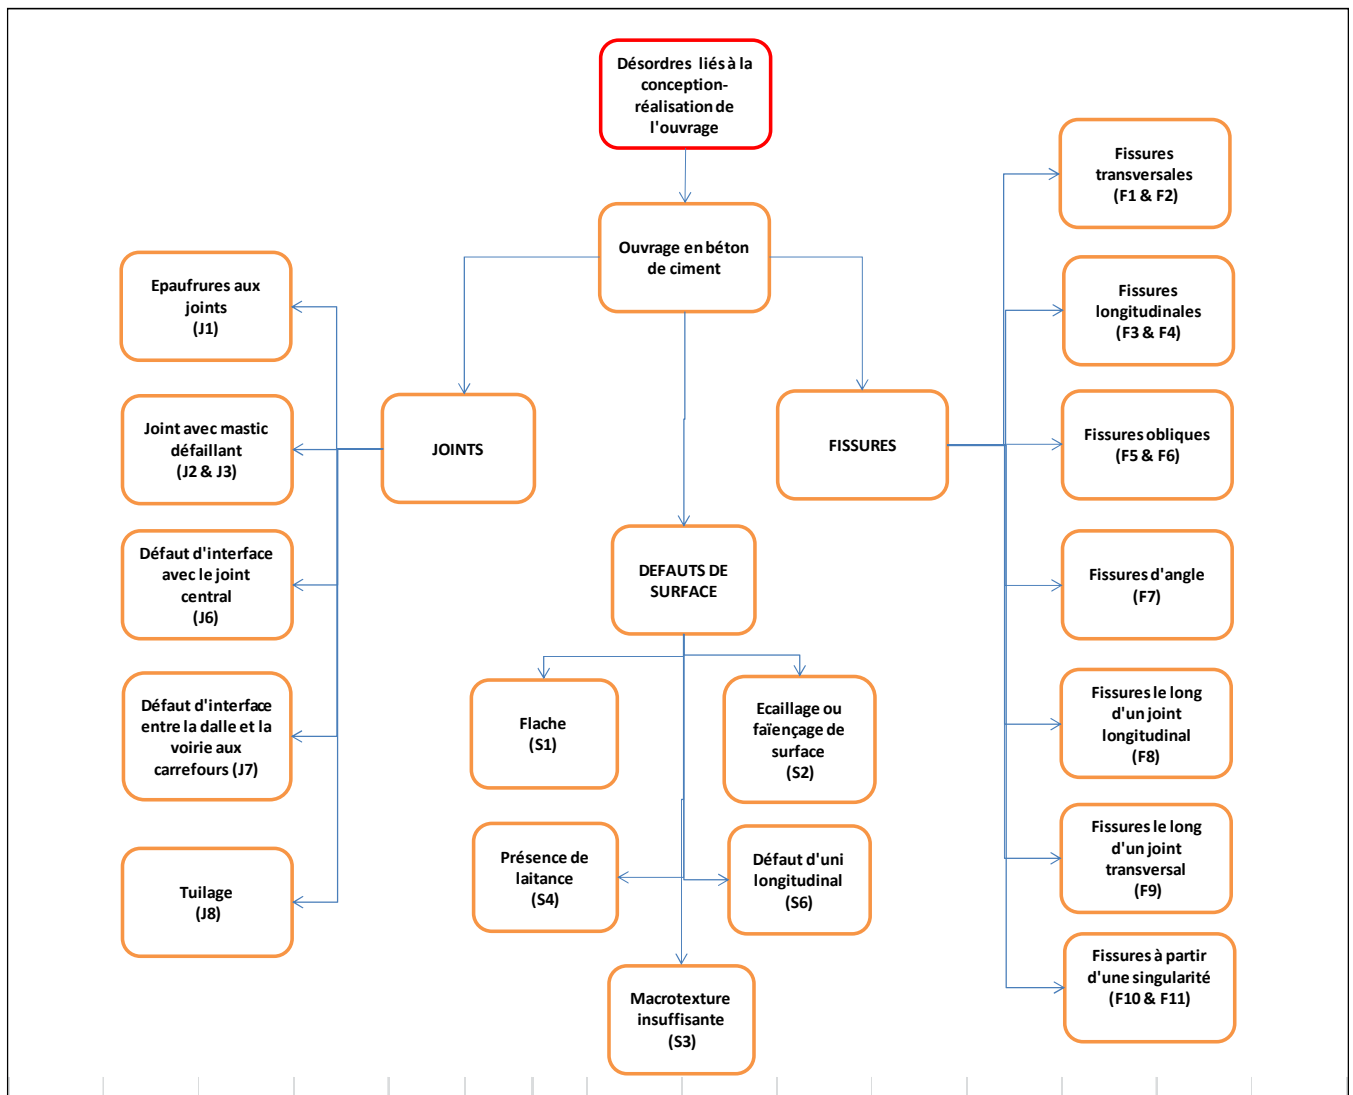 Désordres liés à la
conception-
réalisation de
l'ouvrage
Ouvrage en béton
de ciment
JOINTS
Epaufrures aux
joints
(J1)
Joint avec mastic
défaillant
(J2 & J3)
Défaut d'interface
avec le joint
central
(J6)
Défaut d'interface
entre la dalle et la
voirie aux
carrefours (J7)
Tuilage
(J8)
DEFAUTS DE
SURFACE
Flache
(S1)
Ecaillage ou
faïençage de
surface
(S2)
Présence de
laitance
(S4)
Défaut d'uni
longitudinal
(S6)
Macrotexture
insuffisante
(S3)
FISSURES
Fissures
transversales
(F1 & F2)
Fissures
longitudinales
(F3 & F4)
Fissures obliques
(F5 & F6)
Fissures d'angle
(F7)
Fissures le long
d'un joint
longitudinal
(F8)
Fissures le long
d'un joint
transversal
(F9)
Fissures à partir
d'une singularité
(F10 & F11)